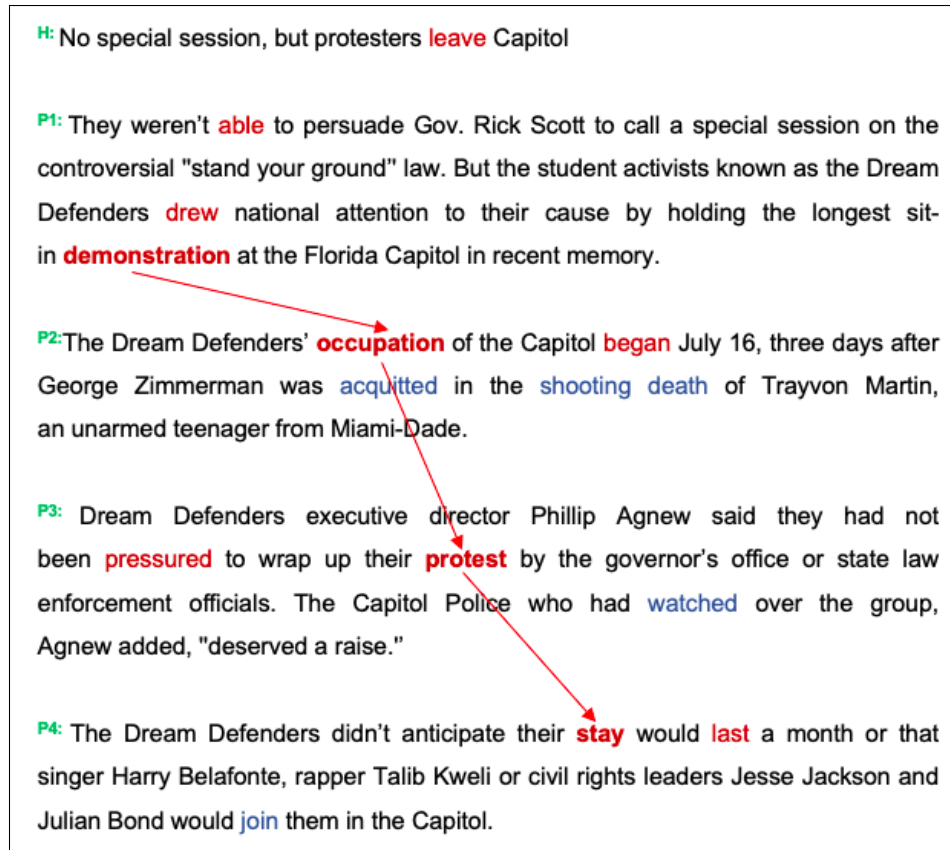 H: No special session, but protesters leave Capitol
P1: They weren't able to persuade Gov. Rick Scott to call a special session on the
controversial "stand your ground" law. But the student activists known as the Dream
Defenders drew national attention to their cause by holding the longest sit-
in demonstration at the Florida Capitol in recent memory.
P2:The Dream Defenders' occupation of the Capitol began July 16, three days after
George Zimmerman was acquitted in the shooting death of Trayvon Martin,
an unarmed teenager from Miami-Dade.
P3: Dream Defenders executive director Phillip Agnew said they had not
been pressured to wrap up their protest by the governor's office or state law
enforcement officials. The Capitol Police who had watched over the group,
Agnew added, "deserved a raise."
P4: The Dream Defenders didn't anticipate their stay would last a month or that
singer Harry Belafonte, rapper Talib Kweli or civil rights leaders Jesse Jackson and
Julian Bond would join them in the Capitol.